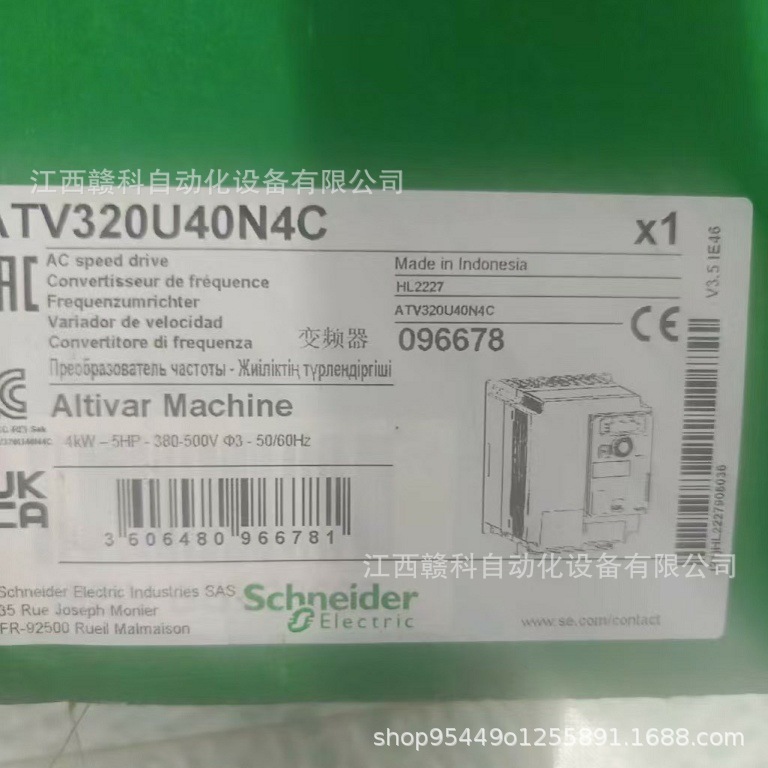 江西赣科自动化设备有限公司
ATV320U40N4C
x1
AC speed drive
Convertisseur de fréquence
Frequenzumrichter
Variador de velocidad
Convertitore di frequenza
变频器
Преобразователь частоты - Жиіліктің түрлендіргіші
Made in Indonesia
HL2227
ATV320U40N4C
096678
CE
V3.5 IE46
EAC
Altivar Machine
4kW – 5HP - 380-500V Φ3 - 50/60Hz
UK
CA
3 606480 966781
江西赣科自动化设备有限公司
Schneider Electric Industries SAS
35 Rue Joseph Monier
FR-92500 Rueil Malmaison
Schneider
Electric
www.se.com/contact
shop95449o1255891.1688.com